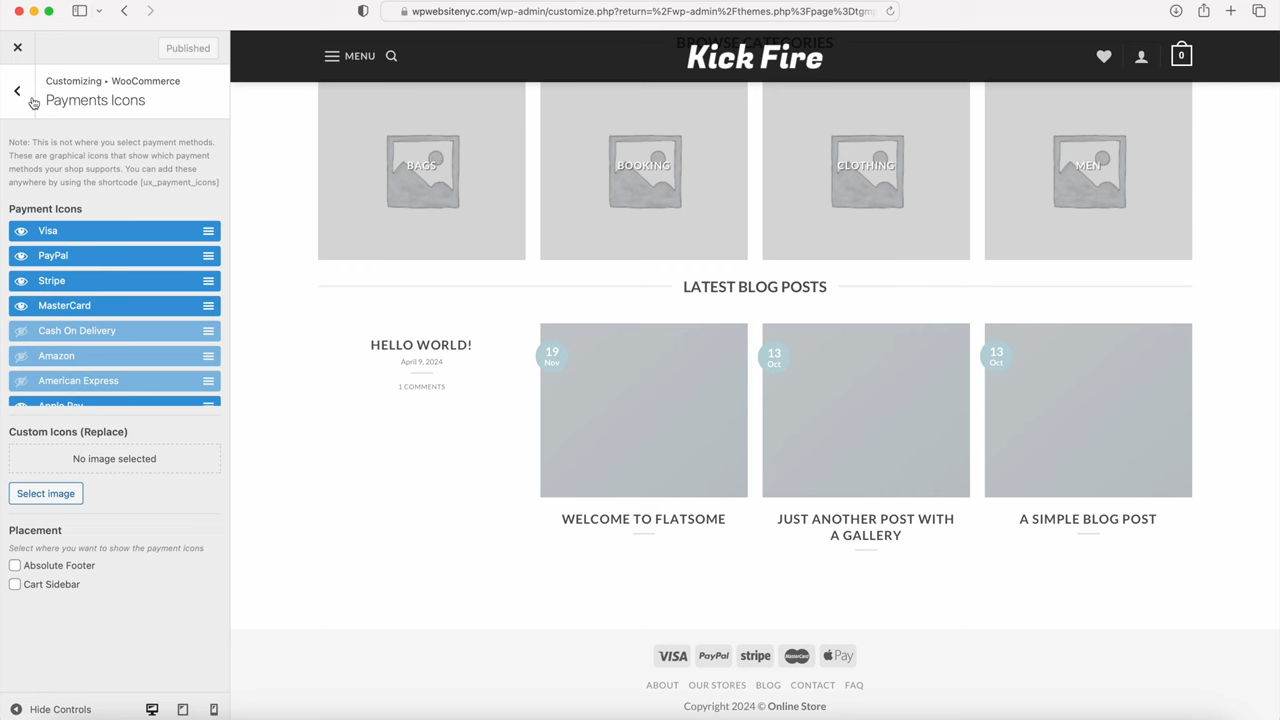 wpwebsitenyc.com/wp-admin/customize.php?return=%2Fwp-admin%2Fthemes.php%3Fpage%3Dtgm
Published
Customizing ▸ WooCommerce
Payments Icons
Note: This is not where you select payment methods.
These are graphical icons that show which
payment methods your shop supports. You can add these
anywhere by using the shortcode [ux_payment_icons]
Payment Icons
Visa
PayPal
Stripe
MasterCard
Cash On Delivery
Amazon
American Express
Apple Pay
Custom Icons (Replace)
No image selected
Select image
Placement
Select where you want to show the payment icons
Absolute Footer
Cart Sidebar
Hide Controls
BROWSE CATEGORIES
MENU
Kick Fire
0
BAGS
BOOKING
CLOTHING
MEN
LATEST BLOG POSTS
HELLO WORLD!
April 9, 2024
1 COMMENTS
19
Nov
WELCOME TO FLATSOME
13
Oct
JUST ANOTHER POST WITH
A GALLERY
13
Oct
A SIMPLE BLOG POST
VISA PayPal stripe MasterCard Pay
ABOUT OUR STORES BLOG CONTACT FAQ
Copyright 2024 © Online Store